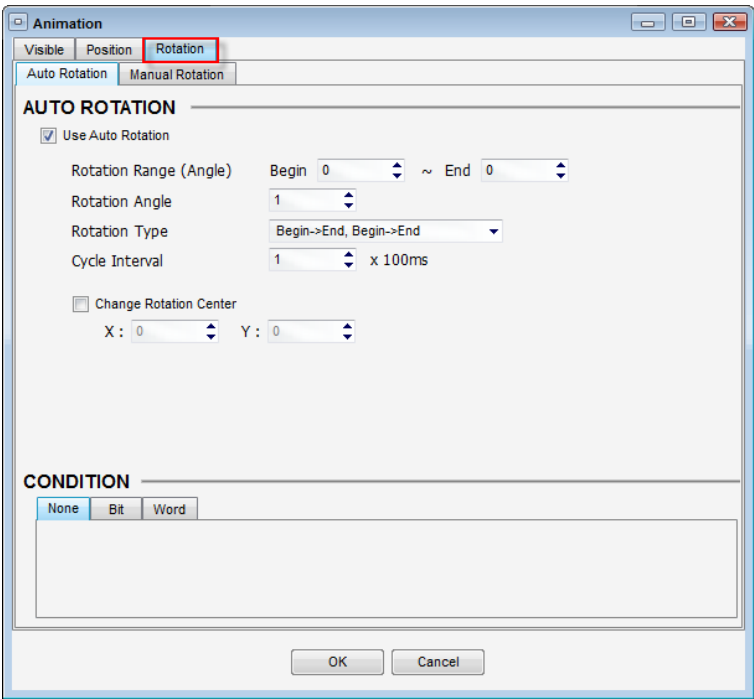 Animation
Visible Position Rotation
Auto Rotation Manual Rotation
AUTO ROTATION
Use Auto Rotation
Rotation Range (Angle) Begin 0 ~ End 0
Rotation Angle 1
Rotation Type Begin->End, Begin->End
Cycle Interval 1 x 100ms
Change Rotation Center
X : 0 Y : 0
CONDITION
None Bit Word
OK Cancel